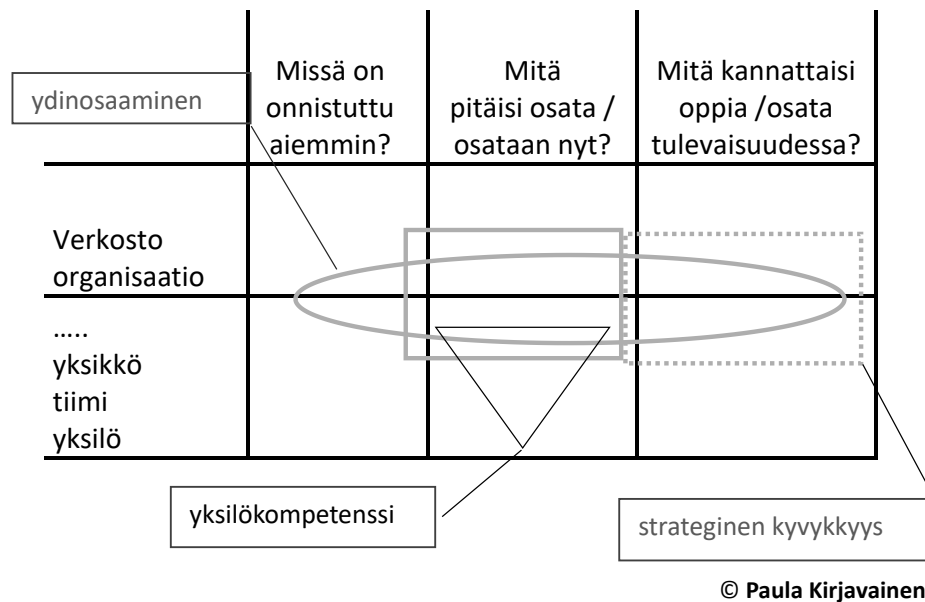 ydinosaaminen
Missä on
onnistuttu
aiemmin?
Mitä
pitäisi osata /
osataan nyt?
Mitä kannattaisi
oppia /osata
tulevaisuudessa?
Verkosto
organisaatio
.....
yksikkö
tiimi
yksilö
yksilökompetenssi
strateginen kyvykkyys
© Paula Kirjavainen